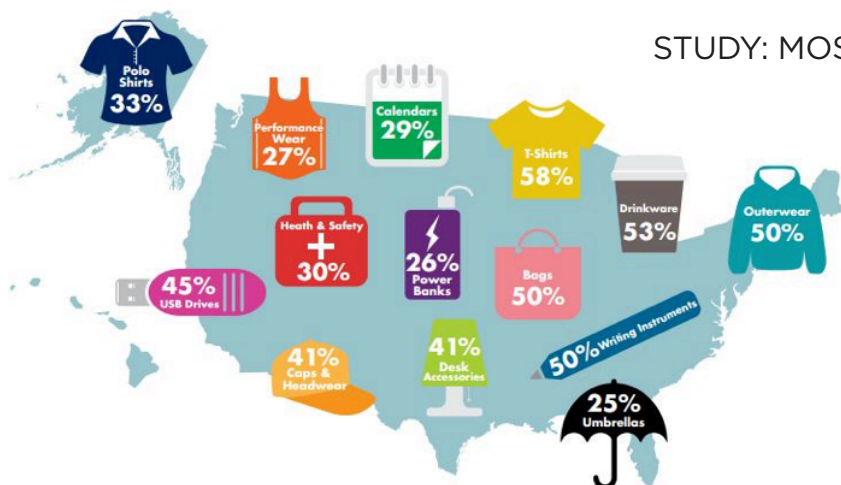 STUDY: MOS
Polo
Shirts
33%
Performance
Wear
27%
Calendars
29%
T-Shirts
58%
Drinkware
53%
Outerwear
50%
Heath & Safety
30%
26%
Power
Banks
Bags
50%
45%
USB Drives
41%
Caps &
Headwear
41%
Desk
Accessories
50% Writing Instruments
25%
Umbrellas